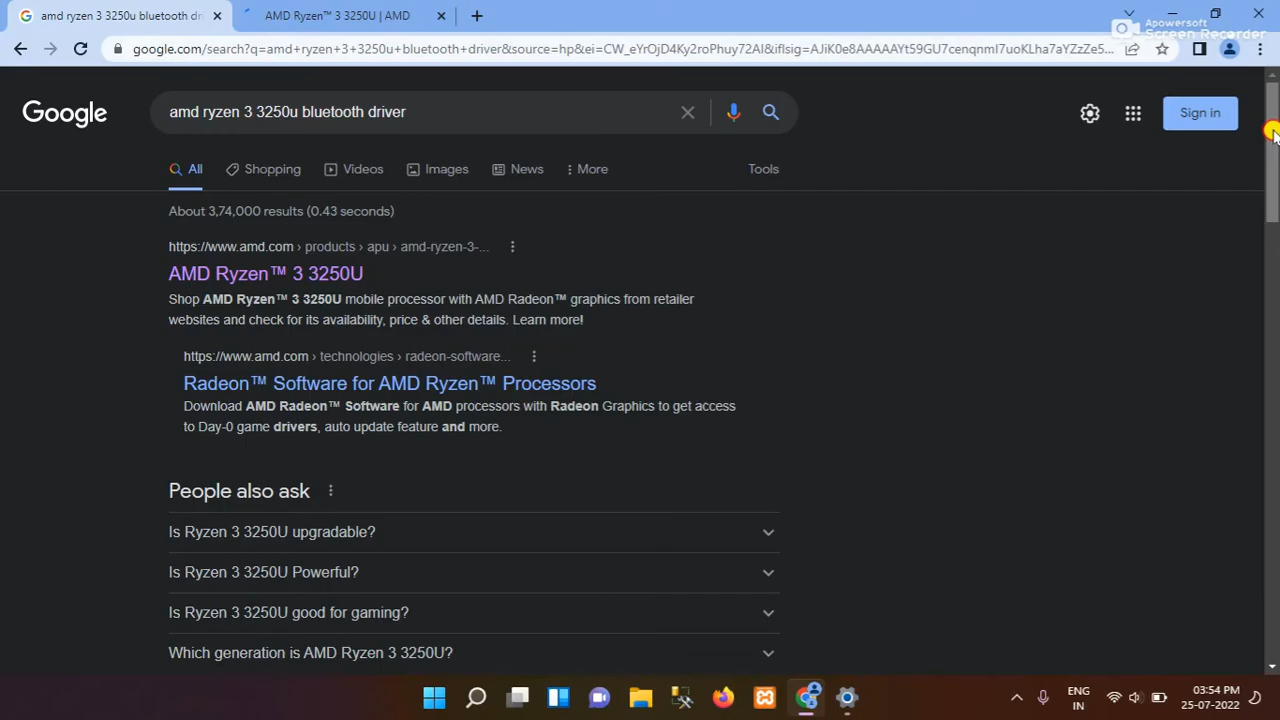 amd ryzen 3 3250u bluetooth dri
AMD Ryzen™ 3 3250U | AMD
Apowersoft
Screen Recorder
google.com/search?q=amd+ryzen+3+3250u+bluetooth+driver&source=hp&ei=CW_eYrOjD4Ky2roPhuy72AI&iflsig=AJiK0e8AAAAAYt59GU7cenqnmI7uoKLha7aYZzZe5...
Google
amd ryzen 3 3250u bluetooth driver
Sign in
All
Shopping
Videos
Images
News
More
Tools
About 3,74,000 results (0.43 seconds)
https://www.amd.com › products › apu › amd-ryzen-3-...
AMD Ryzen™ 3 3250U
Shop AMD Ryzen™ 3 3250U mobile processor with AMD Radeon™ graphics from retailer
websites and check for its availability, price & other details. Learn more!
https://www.amd.com › technologies › radeon-software...
Radeon™ Software for AMD Ryzen™ Processors
Download AMD Radeon™ Software for AMD processors with Radeon Graphics to get access
to Day-0 game drivers, auto update feature and more.
People also ask
Is Ryzen 3 3250U upgradable?
Is Ryzen 3 3250U Powerful?
Is Ryzen 3 3250U good for gaming?
Which generation is AMD Ryzen 3 3250U?
ENG
IN
03:54 PM
25-07-2022